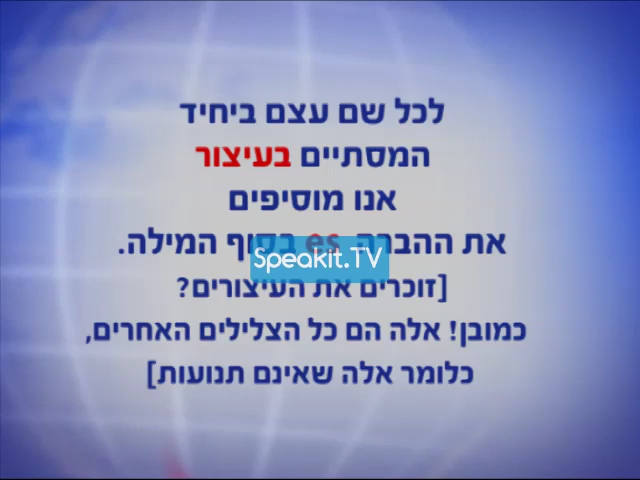 לכל שם עצם ביחיד
המסתיים בעיצור
אנו מוסיפים
את ההברה es בסוף המילה.
Speakit.TV
[זוכרים את העיצורים?
כמובן! אלה הם כל הצלילים האחרים,
כלומר אלה שאינם תנועות]